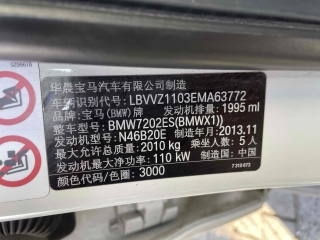 3256618
华晨宝马汽车有限公司制造
车辆识别代号: LBVVZ1103EMA63772
品牌: 宝马(BMW)牌 发动机排量: 1995 ml
整车型号: BMW7202ES(BMWX1))
发动机型号: N46B20E 制造年月: 2013.11
最大允许总质量: 2010 kg 乘坐人数: 5人
发动机最大净功率: 110 kW 制造国: 中国
颜色代码/色圈: 3000
7310673